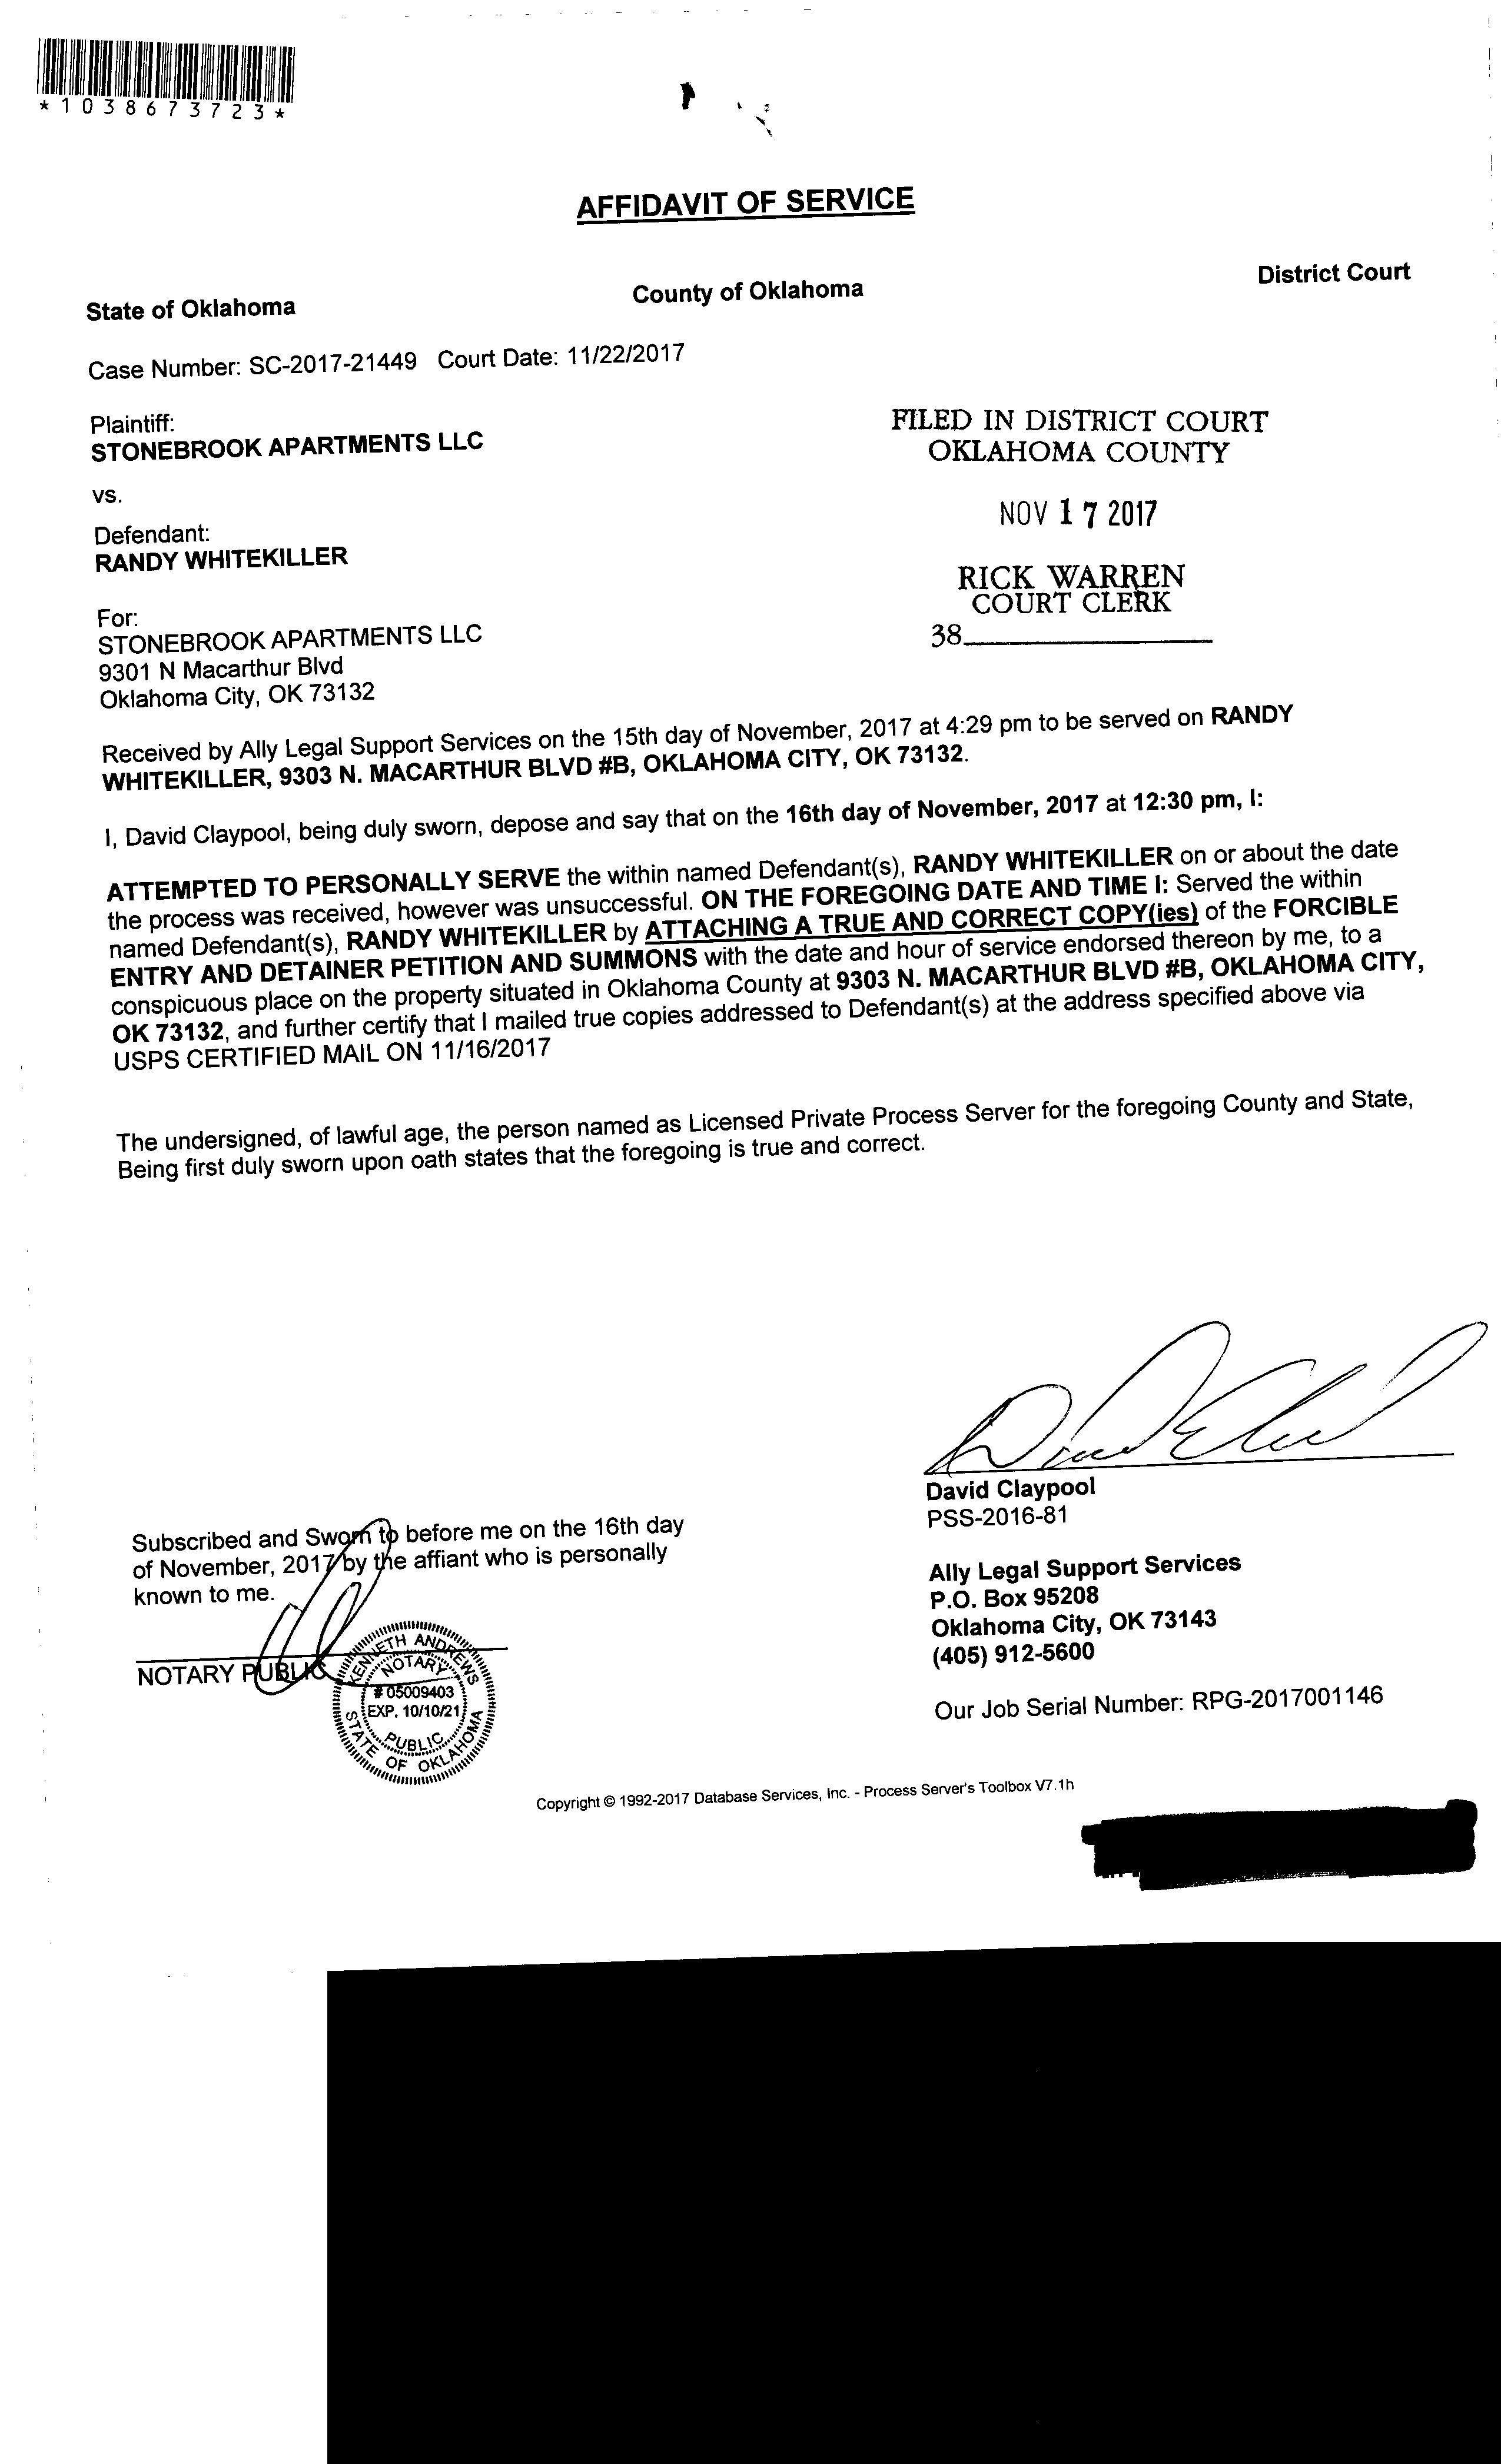 *1038673723*
AFFIDAVIT OF SERVICE
State of Oklahoma County of Oklahoma District Court
Case Number: SC-2017-21449 Court Date: 11/22/2017
Plaintiff:
STONEBROOK APARTMENTS LLC
vs.
Defendant:
RANDY WHITEKILLER
For:
STONEBROOK APARTMENTS LLC
9301 N Macarthur Blvd
Oklahoma City, OK 73132
FILED IN DISTRICT COURT
OKLAHOMA COUNTY
NOV 17 2017
RICK WARREN
COURT CLERK
38
Received by Ally Legal Support Services on the 15th day of November, 2017 at 4:29 pm to be served on RANDY
WHITEKILLER, 9303 N. MACARTHUR BLVD #B, OKLAHOMA CITY, OK 73132.
I, David Claypool, being duly sworn, depose and say that on the 16th day of November, 2017 at 12:30 pm, I:
ATTEMPTED TO PERSONALLY SERVE the within named Defendant(s), RANDY WHITEKILLER on or about the date
the process was received, however was unsuccessful. ON THE FOREGOING DATE AND TIME I: Served the within
named Defendant(s), RANDY WHITEKILLER by ATTACHING A TRUE AND CORRECT COPY(ies) of the FORCIBLE
ENTRY AND DETAINER PETITION AND SUMMONS with the date and hour of service endorsed thereon by me, to a
conspicuous place on the property situated in Oklahoma County at 9303 N. MACARTHUR BLVD #B, OKLAHOMA CITY,
OK 73132, and further certify that I mailed true copies addressed to Defendant(s) at the address specified above via
USPS CERTIFIED MAIL ON 11/16/2017
The undersigned, of lawful age, the person named as Licensed Private Process Server for the foregoing County and State,
Being first duly sworn upon oath states that the foregoing is true and correct.
David Claypool
PSS-2016-81
Ally Legal Support Services
P.O. Box 95208
Oklahoma City, OK 73143
(405) 912-5600
Our Job Serial Number: RPG-2017001146
Subscribed and Sworn to before me on the 16th day
of November, 2017 by the affiant who is personally
known to me.
NOTARY PUBLIC
KENNETH ANDREWS
NOTARY
# 05009403
EXP. 10/10/21
PUBLIC
STATE OF OKLAHOMA
Copyright © 1992-2017 Database Services, Inc. - Process Server's Toolbox V7.1h